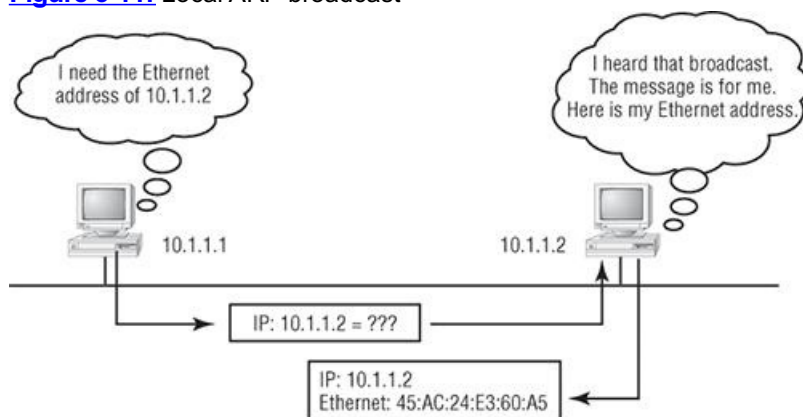 Local ARP broadcast
I need the Ethernet
address of 10.1.1.2
I heard that broadcast.
The message is for me.
Here is my Ethernet address.
10.1.1.1
10.1.1.2
IP: 10.1.1.2 = ???
IP: 10.1.1.2
Ethernet: 45:AC:24:E3:60:A5